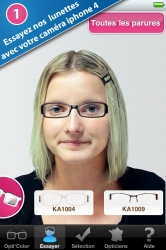 1
Essayez nos lunettes
avec votre caméra iphone 4
Toutes les parures
KA1004
KA1009
Opti'Color
Essayer
Sélection
Opticiens
Aide